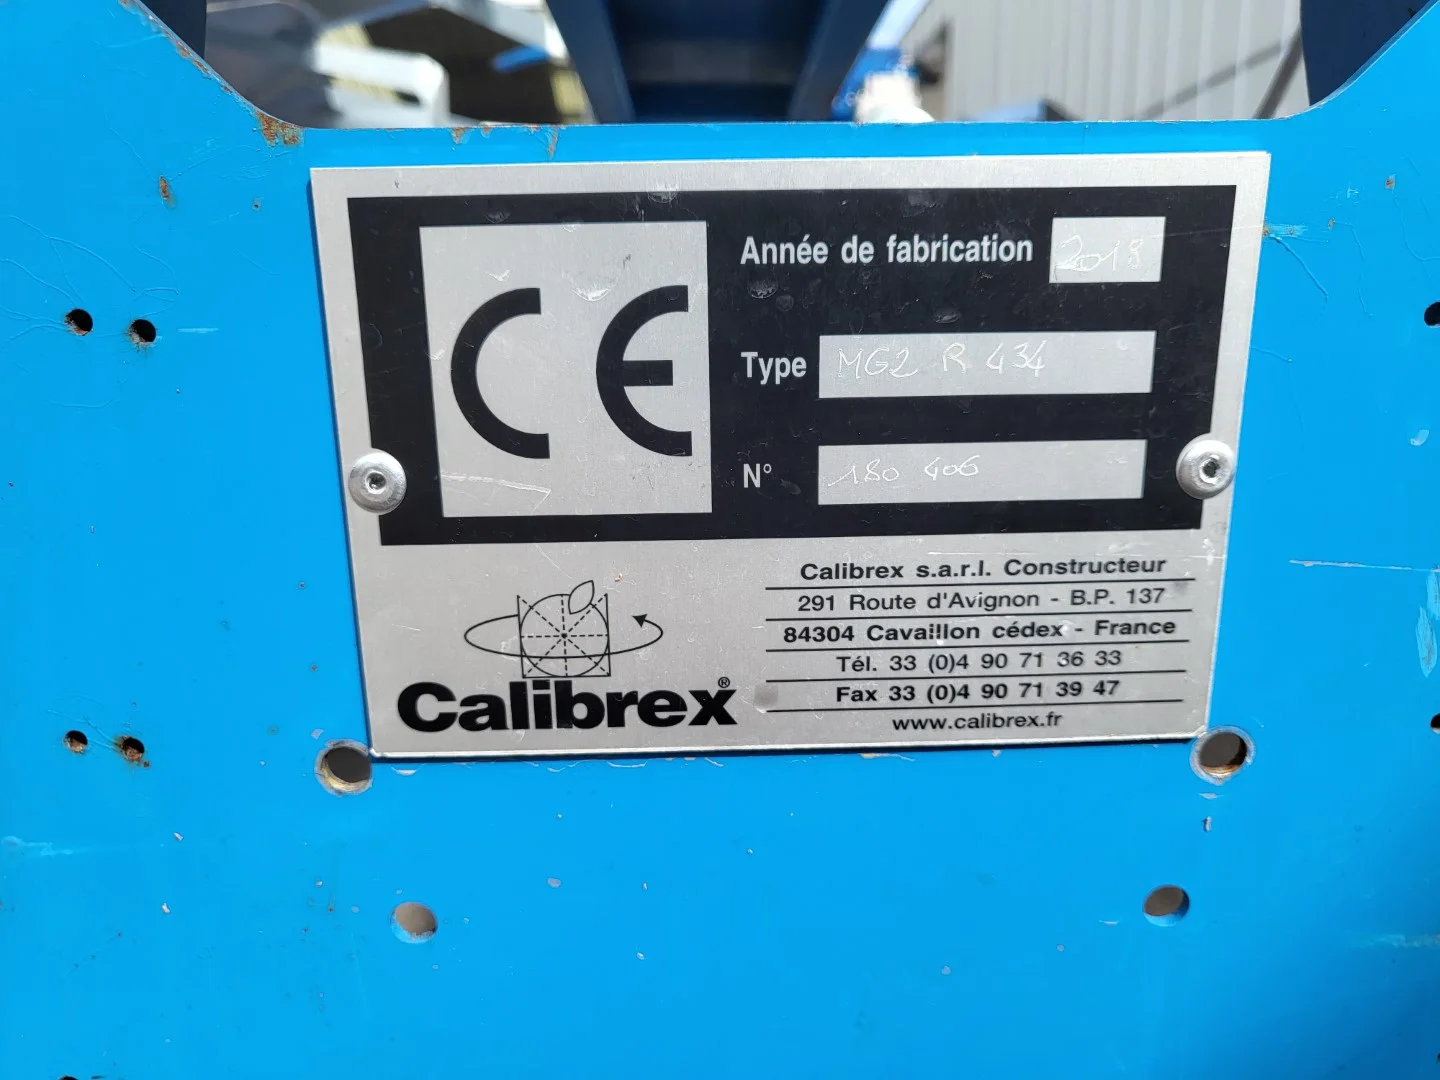 CE
Année de fabrication 2018
Type MG2 R 434
N° 180 406
Calibrex s.a.r.l. Constructeur
291 Route d'Avignon - B.P. 137
84304 Cavaillon cédex - France
Tél. 33 (0)4 90 71 36 33
Fax 33 (0)4 90 71 39 47
www.calibrex.fr
Calibrex®